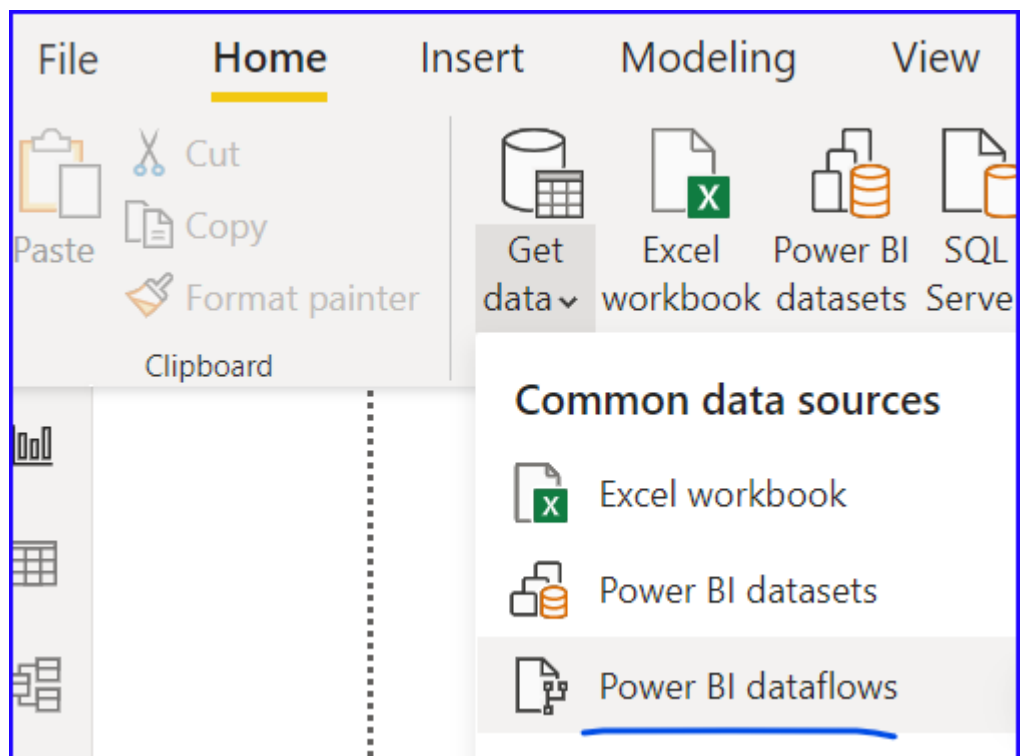 File Home Insert Modeling View
Cut
Copy
Paste
Format painter
Clipboard
Get
data
Excel
workbook
Power BI
datasets
SQL
Serve
Common data sources
Excel workbook
Power BI datasets
Power BI dataflows